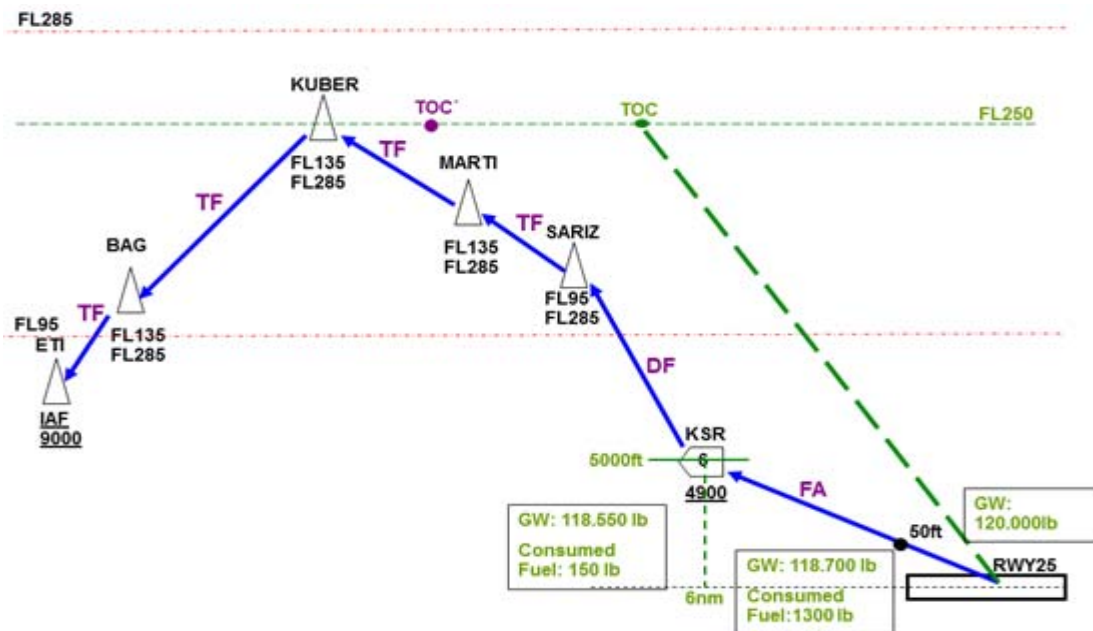 FL285
KUBER
TOC´
TOC
FL250
TF
MARTI
FL135
FL285
TF
TF
SARIZ
BAG
FL135
FL285
FL95
FL285
TF
FL95
ETI
FL135
FL285
DF
IAF
9000
KSR
5000ft
6
4900
FA
GW:
120.000lb
GW: 118.550 lb
Consumed
Fuel: 150 lb
50ft
GW: 118.700 lb
Consumed
Fuel:1300 lb
RWY25
6nm